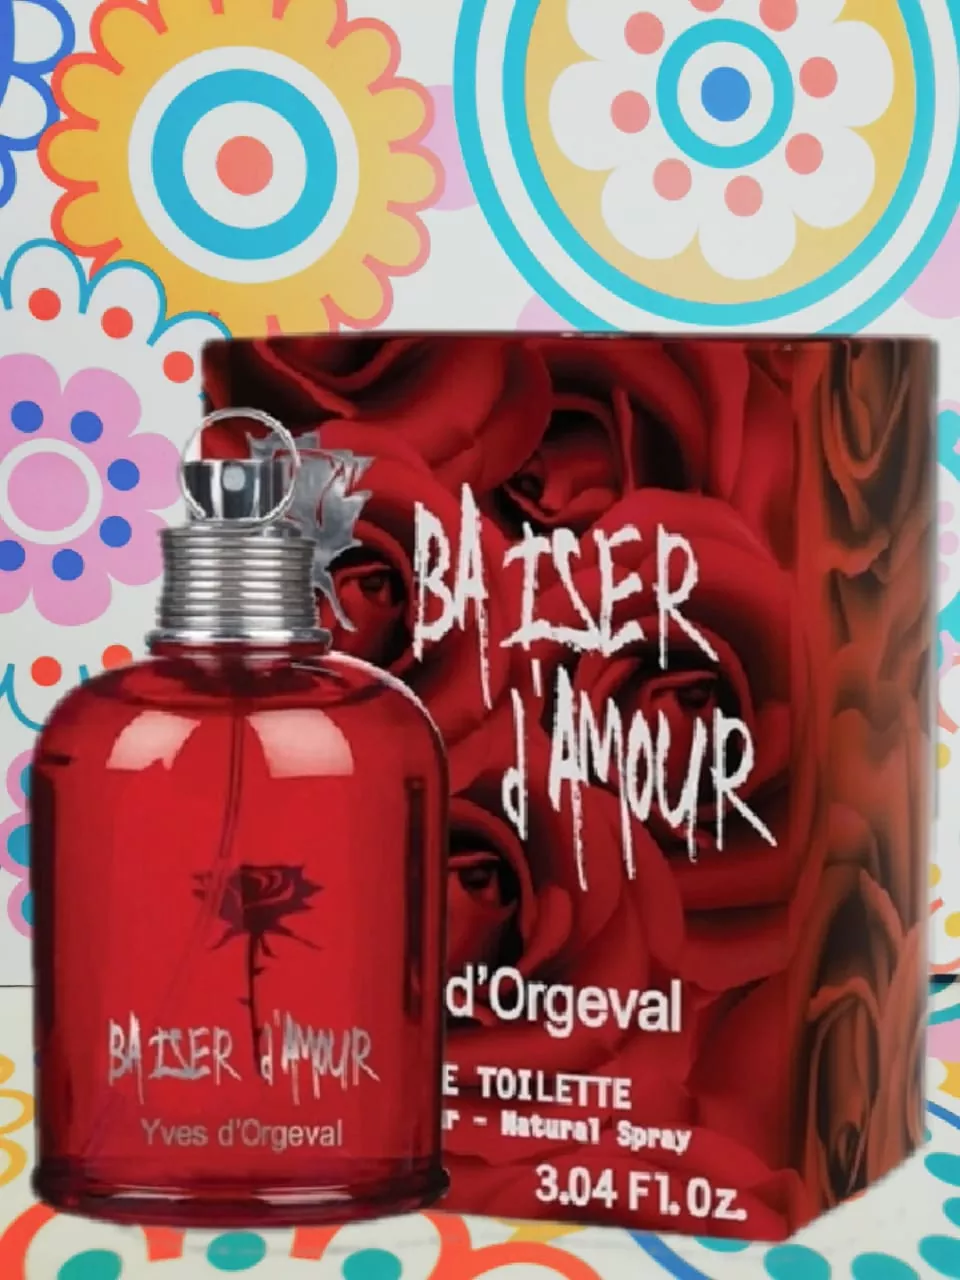 BAISER
d'AMOUR
d'Orgeval
E TOILETTE
r - Natural Spray
3.04 Fl.Oz.
BAISER d'AMOUR
Yves d'Orgeval